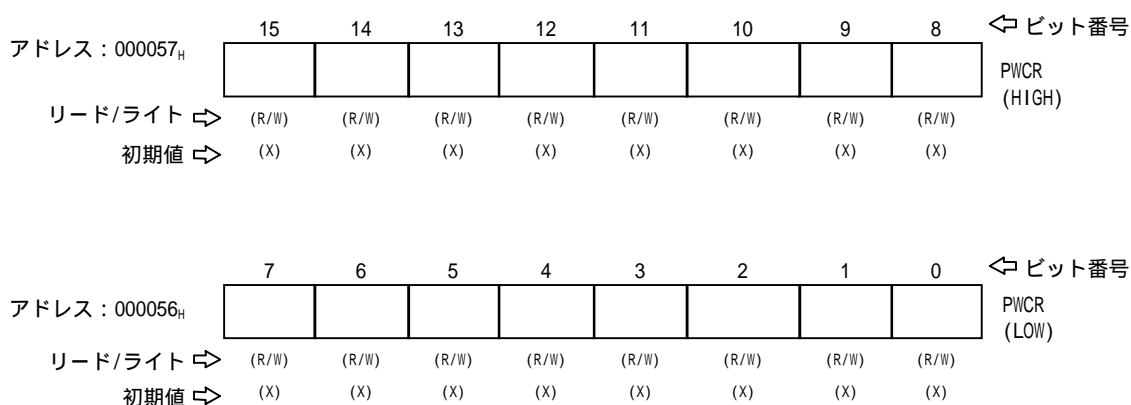 15 14 13 12 11 10 9 8 ⇦ ビット番号
アドレス：000057H
PWCR
(HIGH)
リード/ライト ⇨ (R/W) (R/W) (R/W) (R/W) (R/W) (R/W) (R/W) (R/W)
初期値 ⇨ (X) (X) (X) (X) (X) (X) (X) (X)
7 6 5 4 3 2 1 0 ⇦ ビット番号
アドレス：000056H
PWCR
(LOW)
リード/ライト ⇨ (R/W) (R/W) (R/W) (R/W) (R/W) (R/W) (R/W) (R/W)
初期値 ⇨ (X) (X) (X) (X) (X) (X) (X) (X)